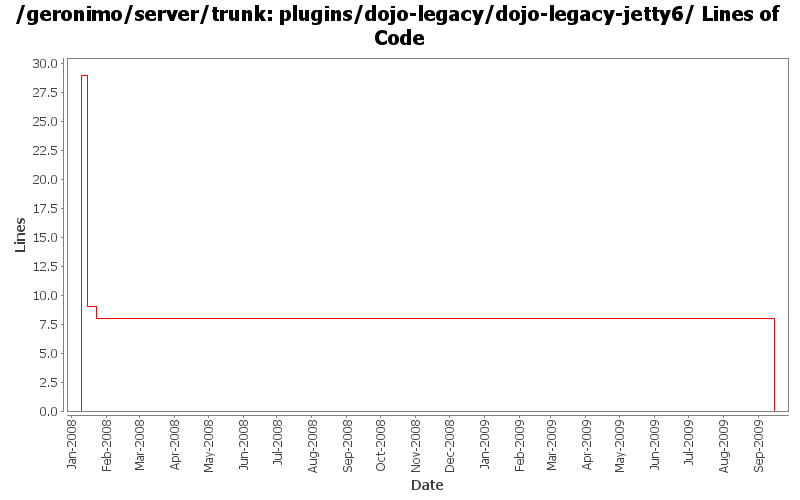 /geronimo/server/trunk: plugins/dojo-legacy/dojo-legacy-jetty6/ Lines of
Code
30.0
27.5
25.0
22.5
20.0
17.5
15.0
12.5
10.0
7.5
5.0
2.5
0.0
Lines
Jan-2008
Feb-2008
Mar-2008
Apr-2008
May-2008
Jun-2008
Jul-2008
Aug-2008
Sep-2008
Oct-2008
Nov-2008
Dec-2008
Jan-2009
Feb-2009
Mar-2009
Apr-2009
May-2009
Jun-2009
Jul-2009
Aug-2009
Sep-2009
Date